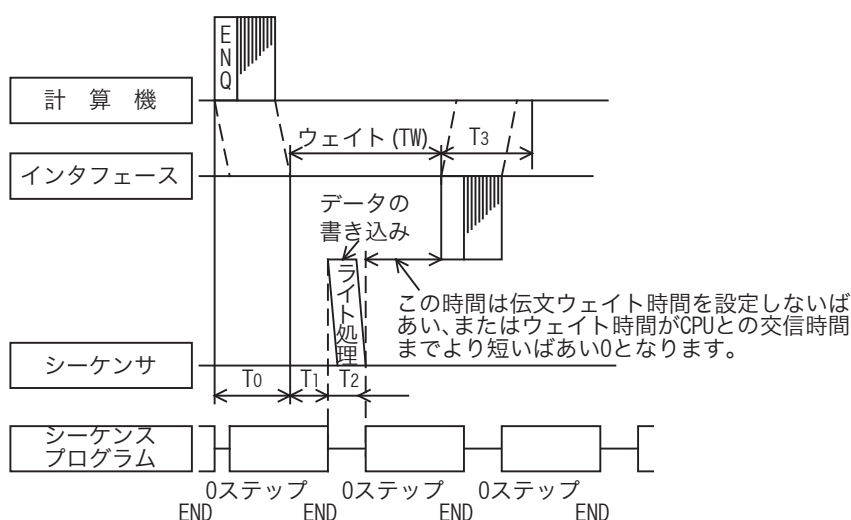 ENQ
計 算 機
ウェイト(TW)
T3
インタフェース
データの
書き込み
ライト処理
この時間は伝文ウェイト時間を設定しないば
あい、またはウェイト時間がCPUとの交信時間
までより短いばあい0となります。
シーケンサ
T0
T1
T2
シーケンス
プログラム
0ステップ
0ステップ
0ステップ
END
END
END
END